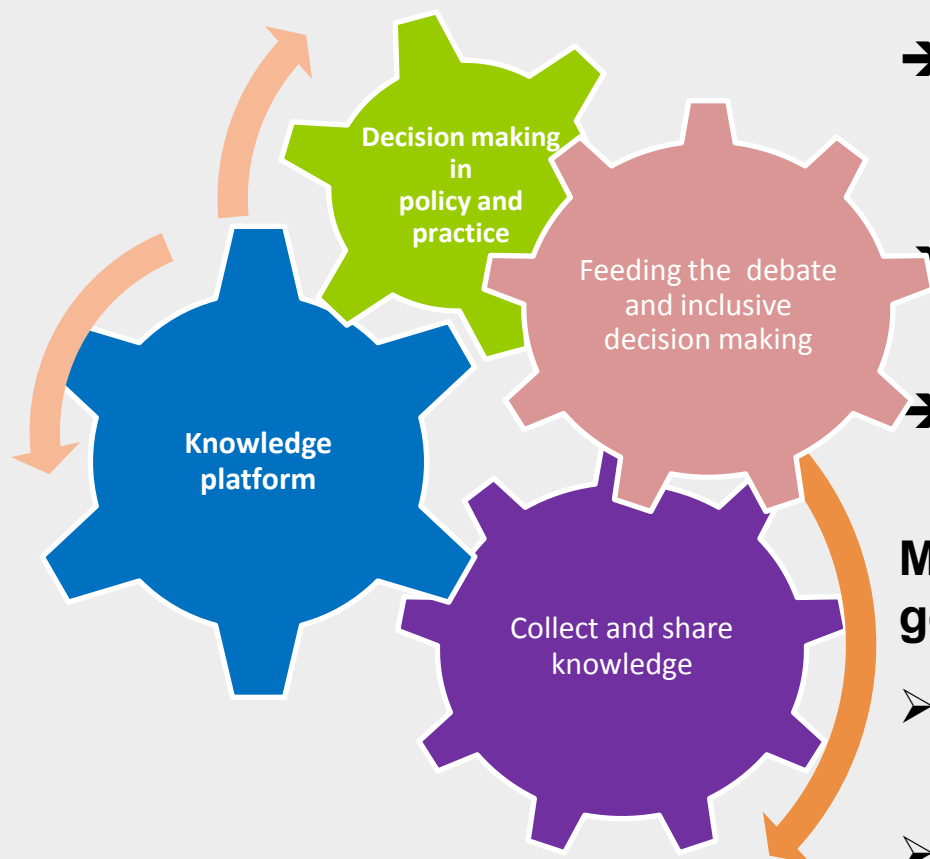 Decision making
in
policy and
practice
Feeding the debate
and inclusive
decision making
Knowledge
platform
Collect and share
knowledge